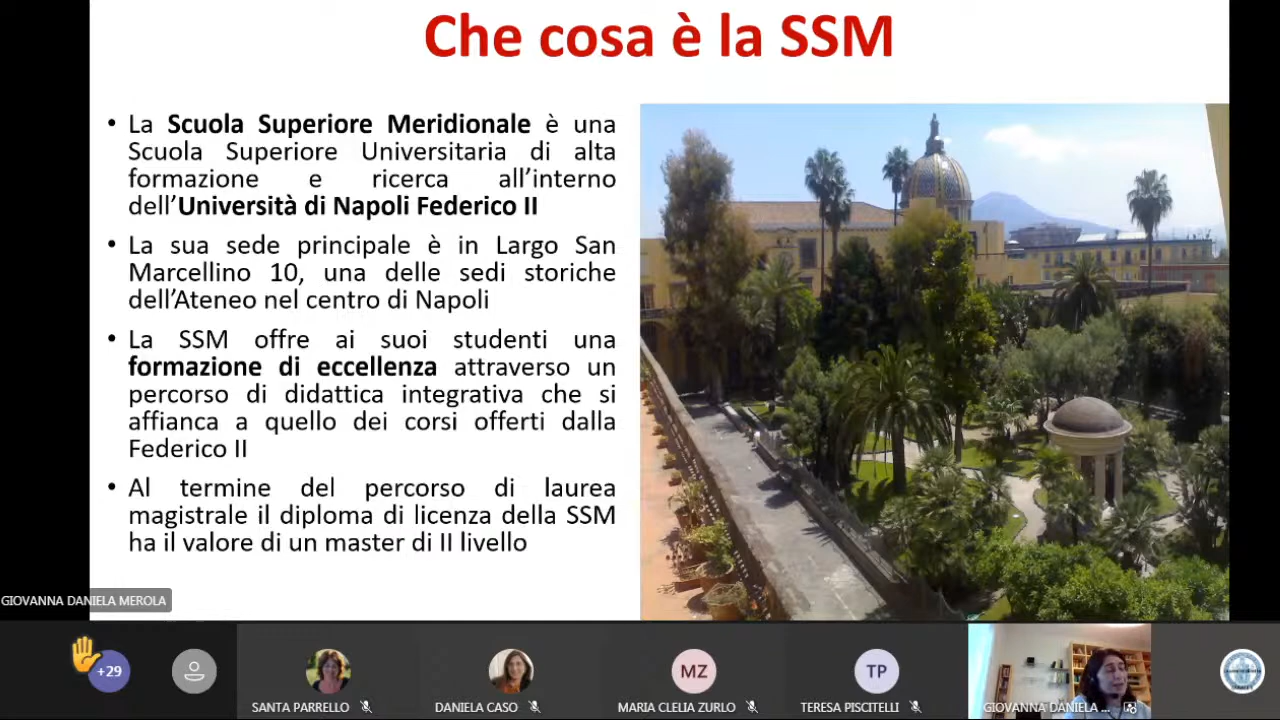 Che cosa è la SSM
• La Scuola Superiore Meridionale è una
Scuola Superiore Universitaria di alta
formazione e ricerca all'interno
dell'Università di Napoli Federico II
• La sua sede principale è in Largo San
Marcellino 10, una delle sedi storiche
dell'Ateneo nel centro di Napoli
• La SSM offre ai suoi studenti una
formazione di eccellenza attraverso un
percorso di didattica integrativa che si
affianca a quello dei corsi offerti dalla
Federico II
• Al termine del percorso di laurea
magistrale il diploma di licenza della SSM
ha il valore di un master di II livello
GIOVANNA DANIELA MEROLA
+29
MZ
TP
SANTA PARRELLO
DANIELA CASO
MARIA CLELIA ZURLO
TERESA PISCITELLI
GIOVANNA DANIELA ...